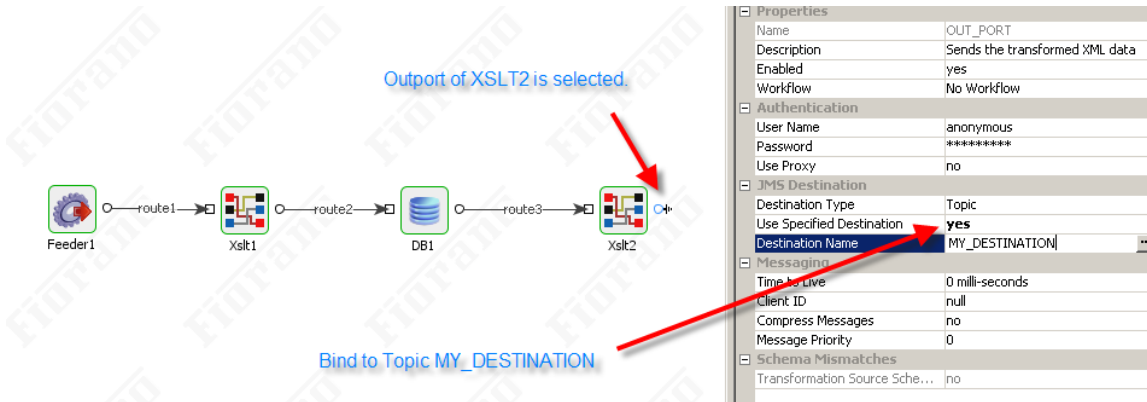 Properties
Name OUT_PORT
Description Sends the transformed XML data
Enabled yes
Workflow No Workflow
Authentication
User Name anonymous
Password *********
Use Proxy no
JMS Destination
Destination Type Topic
Use Specified Destination yes
Destination Name MY_DESTINATION
Messaging
Time to Live 0 milli-seconds
Client ID null
Compress Messages no
Message Priority 0
Schema Mismatches
Transformation Source Sche... no
Outport of XSLT2 is selected.
route1 route2 route3
Feeder1 Xslt1 DB1 Xslt2
Bind to Topic MY_DESTINATION
Fiorano